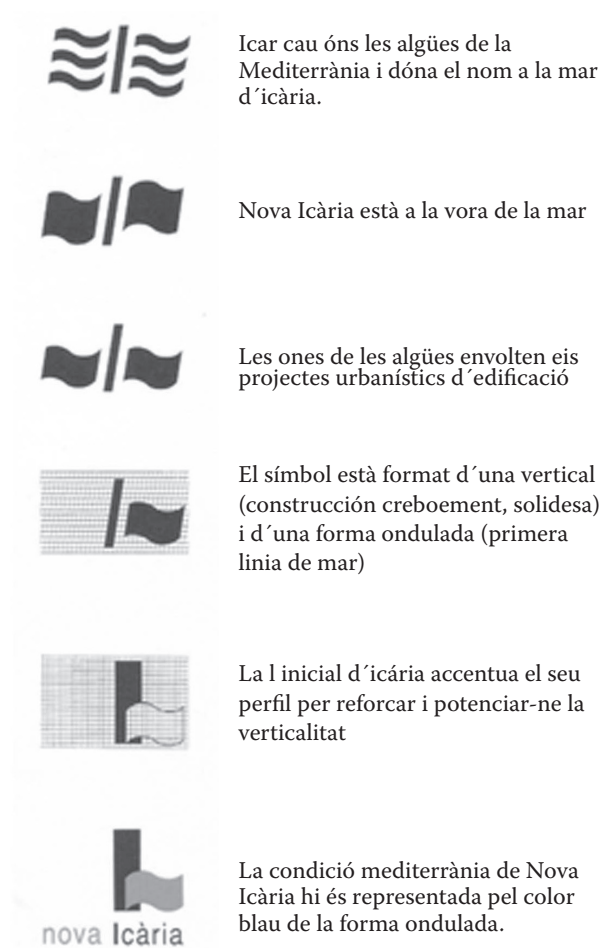 Icar cau óns les algües de la
Mediterrània i dóna el nom a la mar
d´icària.
Nova Icària està a la vora de la mar
Les ones de les algües envolten eis
projectes urbanístics d´edificació
El símbol està format d´una vertical
(construcción creboement, solidesa)
i d´una forma ondulada (primera
linia de mar)
La l inicial d´icária accentua el seu
perfil per reforcar i potenciar-ne la
verticalitat
La condició mediterrània de Nova
Icària hi és representada pel color
blau de la forma ondulada.
nova Icària